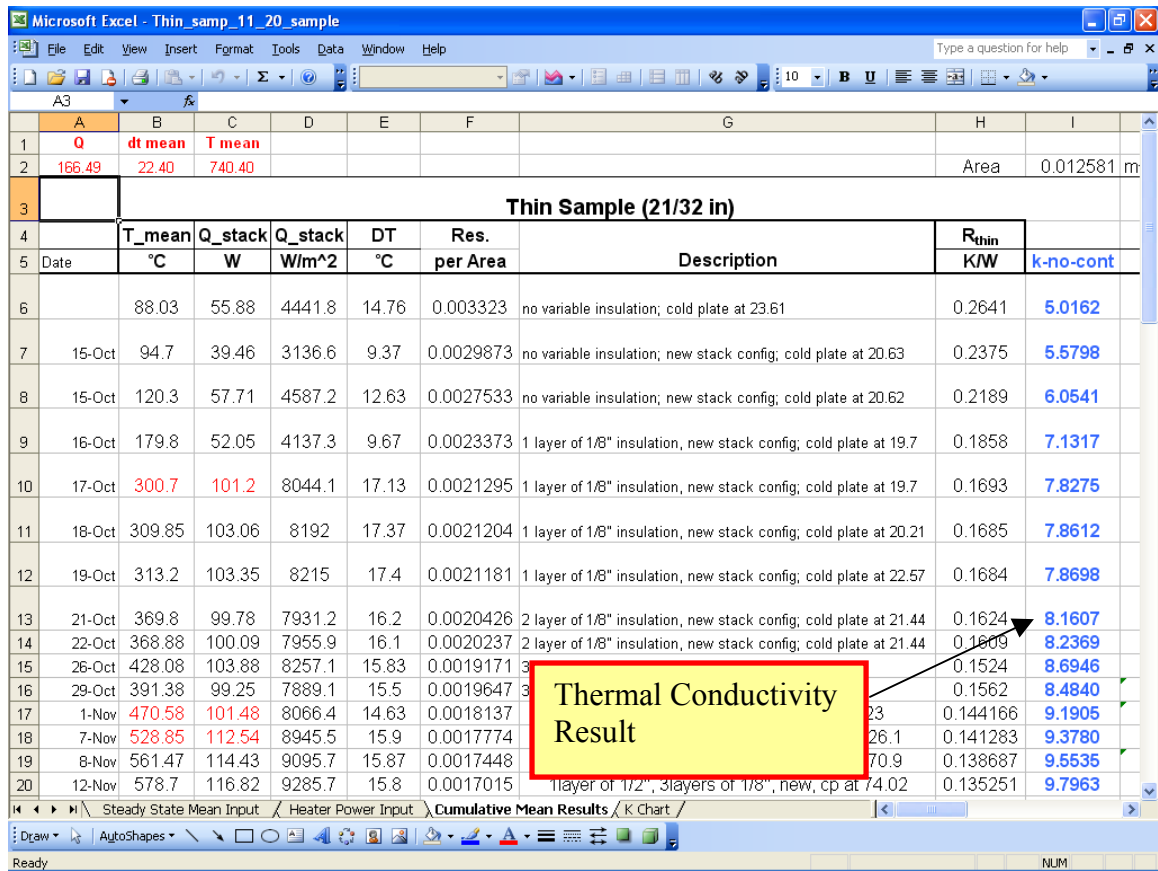 Microsoft Excel - Thin_samp_11_20_sample
File Edit View Insert Format Tools Data Window Help Type a question for help
10 B U
A3 fx
A B C D E F G H I
1 Q dt mean T mean
2 166.49 22.40 740.40 Area 0.012581 m
3 Thin Sample (21/32 in)
4 T_mean Q_stack Q_stack DT Res. Rthin
5 Date °C W W/m^2 °C per Area Description K/W k-no-cont
6 88.03 55.88 4441.8 14.76 0.003323 no variable insulation; cold plate at 23.61 0.2641 5.0162
7 15-Oct 94.7 39.46 3136.6 9.37 0.0029873 no variable insulation; new stack config; cold plate at 20.63 0.2375 5.5798
8 15-Oct 120.3 57.71 4587.2 12.63 0.0027533 no variable insulation; new stack config; cold plate at 20.62 0.2189 6.0541
9 16-Oct 179.8 52.05 4137.3 9.67 0.0023373 1 layer of 1/8" insulation, new stack config; cold plate at 19.7 0.1858 7.1317
10 17-Oct 300.7 101.2 8044.1 17.13 0.0021295 1 layer of 1/8" insulation, new stack config; cold plate at 19.7 0.1693 7.8275
11 18-Oct 309.85 103.06 8192 17.37 0.0021204 1 layer of 1/8" insulation, new stack config; cold plate at 20.21 0.1685 7.8612
12 19-Oct 313.2 103.35 8215 17.4 0.0021181 1 layer of 1/8" insulation, new stack config; cold plate at 22.57 0.1684 7.8698
13 21-Oct 369.8 99.78 7931.2 16.2 0.0020426 2 layer of 1/8" insulation, new stack config; cold plate at 21.44 0.1624 8.1607
14 22-Oct 368.88 100.09 7955.9 16.1 0.0020237 2 layer of 1/8" insulation, new stack config; cold plate at 21.44 0.1609 8.2369
15 26-Oct 428.08 103.88 8257.1 15.83 0.0019171 3 0.1524 8.6946
16 29-Oct 391.38 99.25 7889.1 15.5 0.0019647 3 0.1562 8.4840
17 1-Nov 470.58 101.48 8066.4 14.63 0.0018137 23 0.144166 9.1905
18 7-Nov 528.85 112.54 8945.5 15.9 0.0017774 26.1 0.141283 9.3780
19 8-Nov 561.47 114.43 9095.7 15.87 0.0017448 70.9 0.138687 9.5535
20 12-Nov 578.7 116.82 9285.7 15.8 0.0017015 1layer of 1/2", 3layers of 1/8", new, cp at 74.02 0.135251 9.7963
Thermal Conductivity
Result
Steady State Mean Input Heater Power Input Cumulative Mean Results K Chart
Draw AutoShapes A
Ready NUM